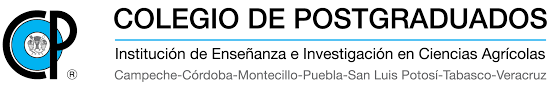 CP®
COLEGIO DE POSTGRADUADOS
Institución de Enseñanza e Investigación en Ciencias Agrícolas
Campeche-Córdoba-Montecillo-Puebla-San Luis Potosí-Tabasco-Veracruz